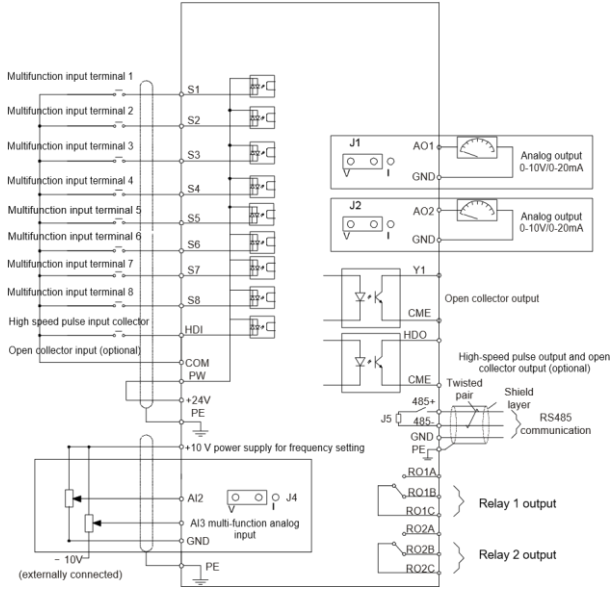 Multifunction input terminal 1
S1
Multifunction input terminal 2
S2
Multifunction input terminal 3
S3
Multifunction input terminal 4
S4
Multifunction input terminal 5
S5
Multifunction input terminal 6
S6
Multifunction input terminal 7
S7
Multifunction input terminal 8
S8
High speed pulse input collector
HDI
Open collector input (optional)
COM
PW
+24V
PE
+10 V power supply for frequency setting
AI2
V
I
J4
AI3 multi-function analog
input
GND
– 10V
(externally connected)
PE
J1
V
I
AO1
GND
Analog output
0-10V/0-20mA
J2
V
I
AO2
GND
Analog output
0-10V/0-20mA
Y1
Open collector output
CME
HDO
High-speed pulse output and open
collector output (optional)
CME
Twisted
pair
Shield
layer
485+
J5
485-
RS485
communication
GND
PE
RO1A
RO1B
RO1C
Relay 1 output
RO2A
RO2B
RO2C
Relay 2 output